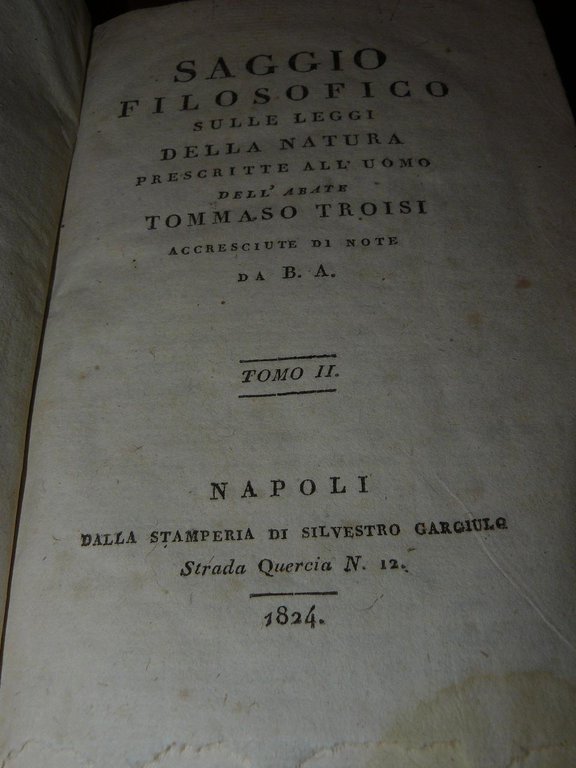 SAGGIO
FILOSOFICO
SULLE LEGGI
DELLA NATURA
PRESCRITTE ALL' UOMO
DELL' ABATE
TOMMASO TROISI
ACCRESCIUTE DI NOTE
DA B. A.
TOMO II.
NAPOLI
DALLA STAMPERIA DI SILVESTRO GARGIULO
Strada Quercia N. 12.
1824.